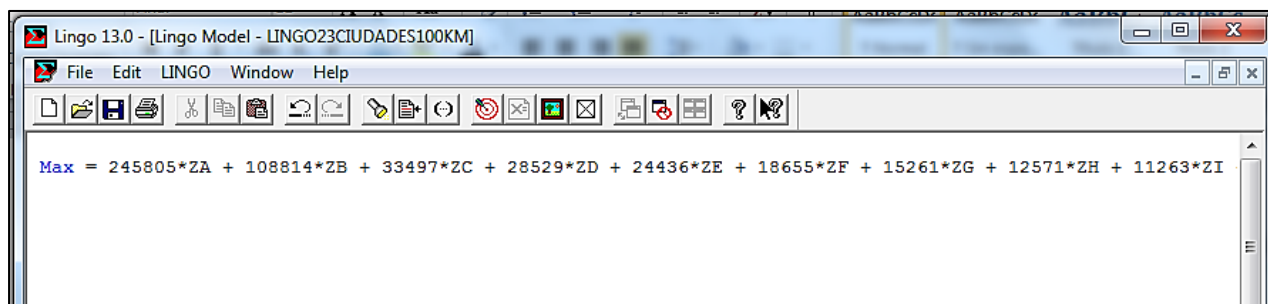 Lingo 13.0 - [Lingo Model - LINGO23CIUDADES100KM]
File Edit LINGO Window Help
Max = 245805*ZA + 108814*ZB + 33497*ZC + 28529*ZD + 24436*ZE + 18655*ZF + 15261*ZG + 12571*ZH + 11263*ZI